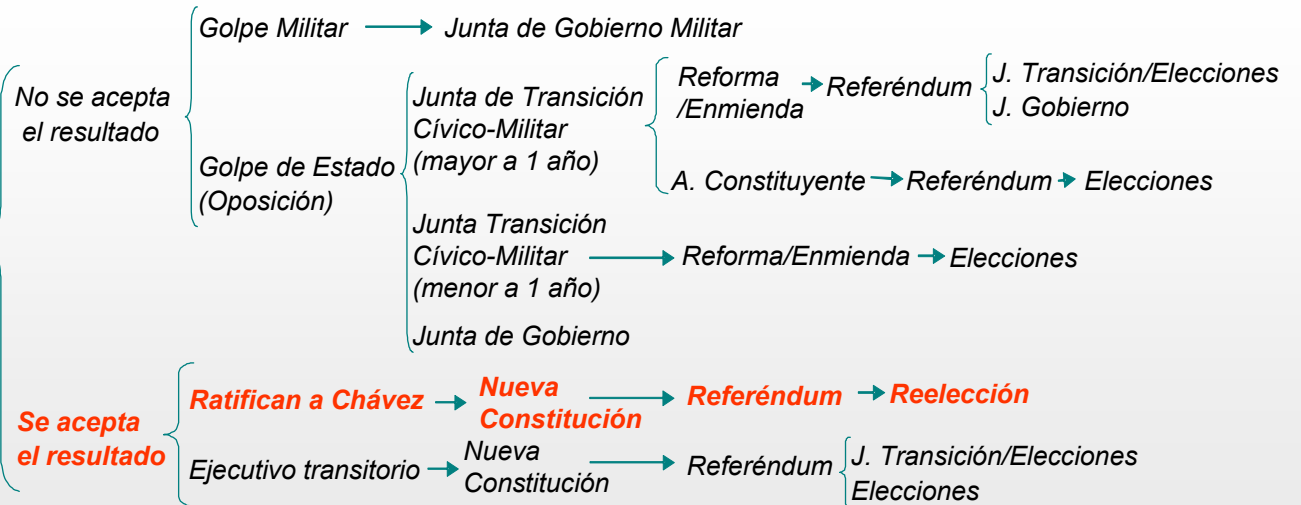 Golpe Militar
Junta de Gobierno Militar
No se acepta
el resultado
Golpe de Estado
(Oposición)
Junta de Transición
Cívico-Militar
(mayor a 1 año)
Reforma
/Enmienda
Referéndum
J. Transición/Elecciones
J. Gobierno
A. Constituyente
Referéndum
Elecciones
Junta Transición
Cívico-Militar
(menor a 1 año)
Reforma/Enmienda
Elecciones
Junta de Gobierno
Se acepta
el resultado
Ratifican a Chávez
Nueva
Constitución
Referéndum
Reelección
Ejecutivo transitorio
Nueva
Constitución
Referéndum
J. Transición/Elecciones
Elecciones